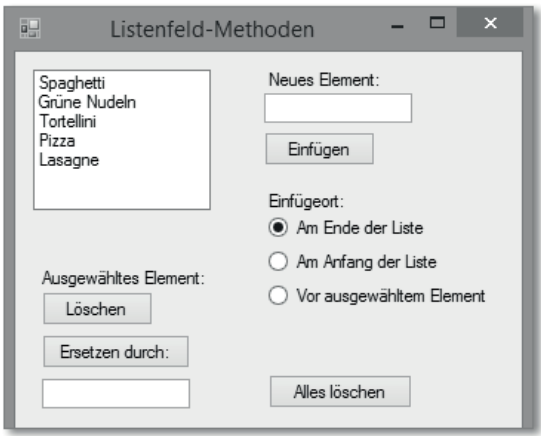 Listenfeld-Methoden
Spaghetti
Grüne Nudeln
Tortellini
Pizza
Lasagne
Neues Element:
Einfügen
Einfügeort:
Am Ende der Liste
Am Anfang der Liste
Vor ausgewähltem Element
Ausgewähltes Element:
Löschen
Ersetzen durch:
Alles löschen